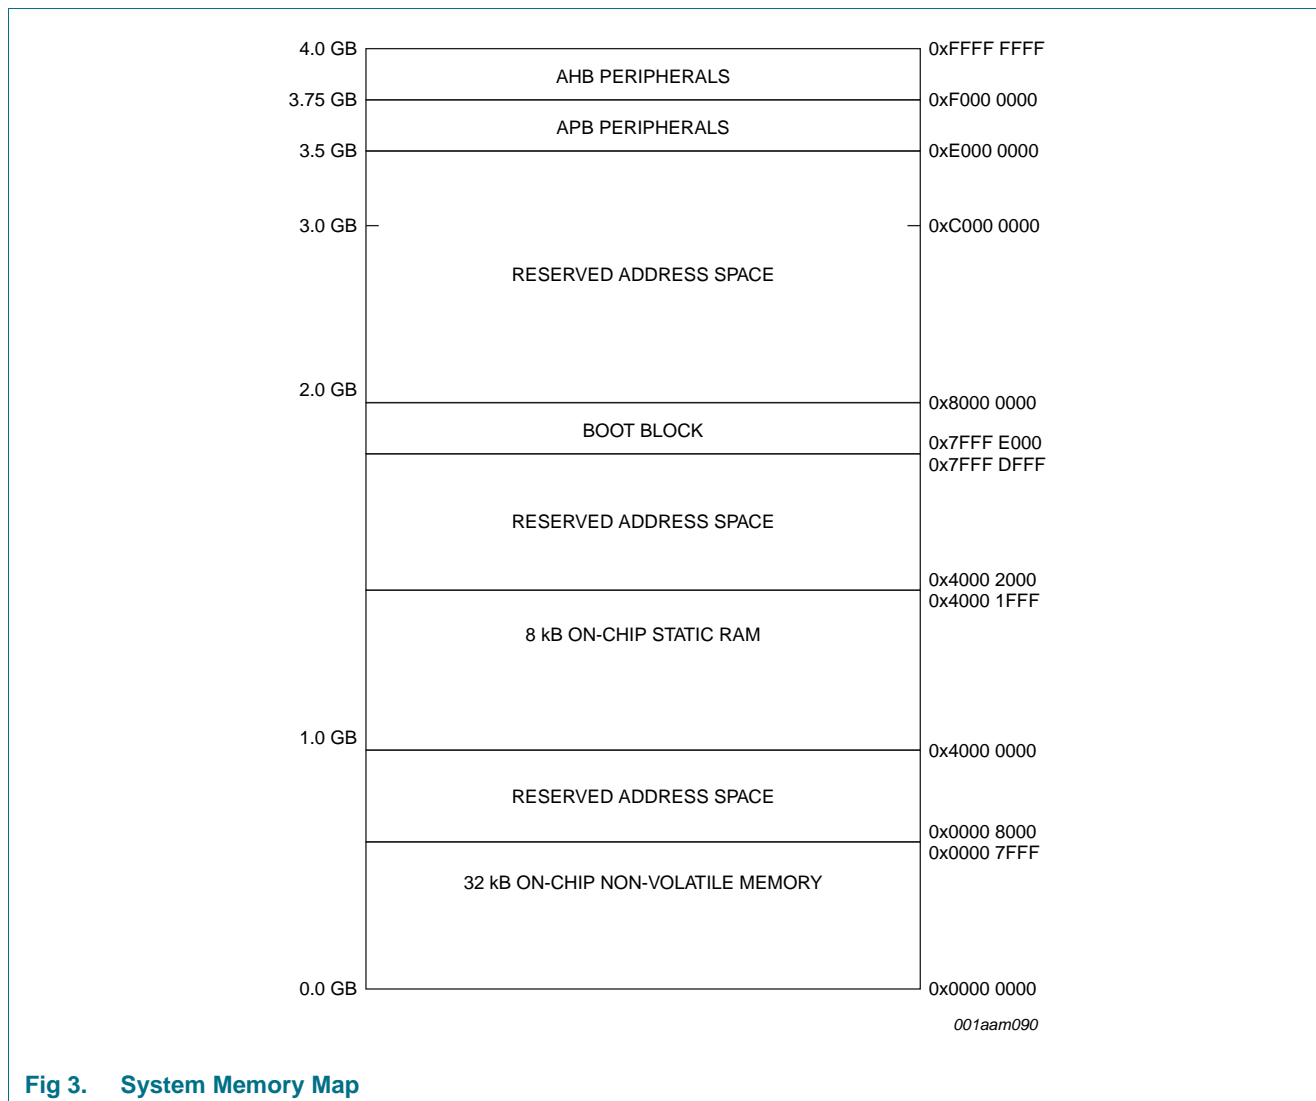 4.0 GB 0xFFFF FFFF
AHB PERIPHERALS
3.75 GB 0xF000 0000
APB PERIPHERALS
3.5 GB 0xE000 0000
3.0 GB 0xC000 0000
RESERVED ADDRESS SPACE
2.0 GB
0x8000 0000
BOOT BLOCK
0x7FFF E000
0x7FFF DFFF
RESERVED ADDRESS SPACE
0x4000 2000
0x4000 1FFF
8 kB ON-CHIP STATIC RAM
1.0 GB
0x4000 0000
RESERVED ADDRESS SPACE
0x0000 8000
0x0000 7FFF
32 kB ON-CHIP NON-VOLATILE MEMORY
0.0 GB 0x0000 0000
001aam090
Fig 3. System Memory Map